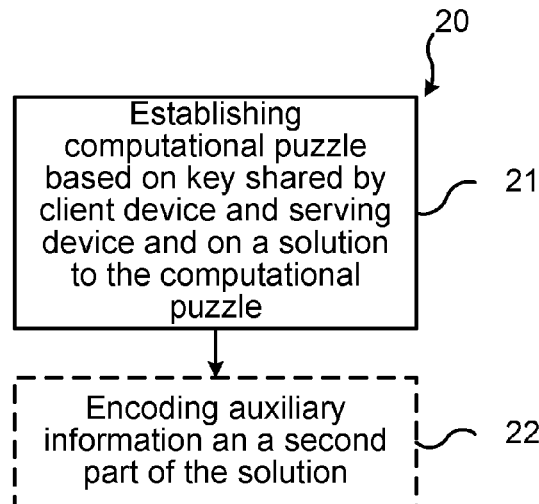 20
Establishing
computational puzzle
based on key shared by
client device and serving
device and on a solution
to the computational
puzzle
21
Encoding auxiliary
information an a second
part of the solution
22